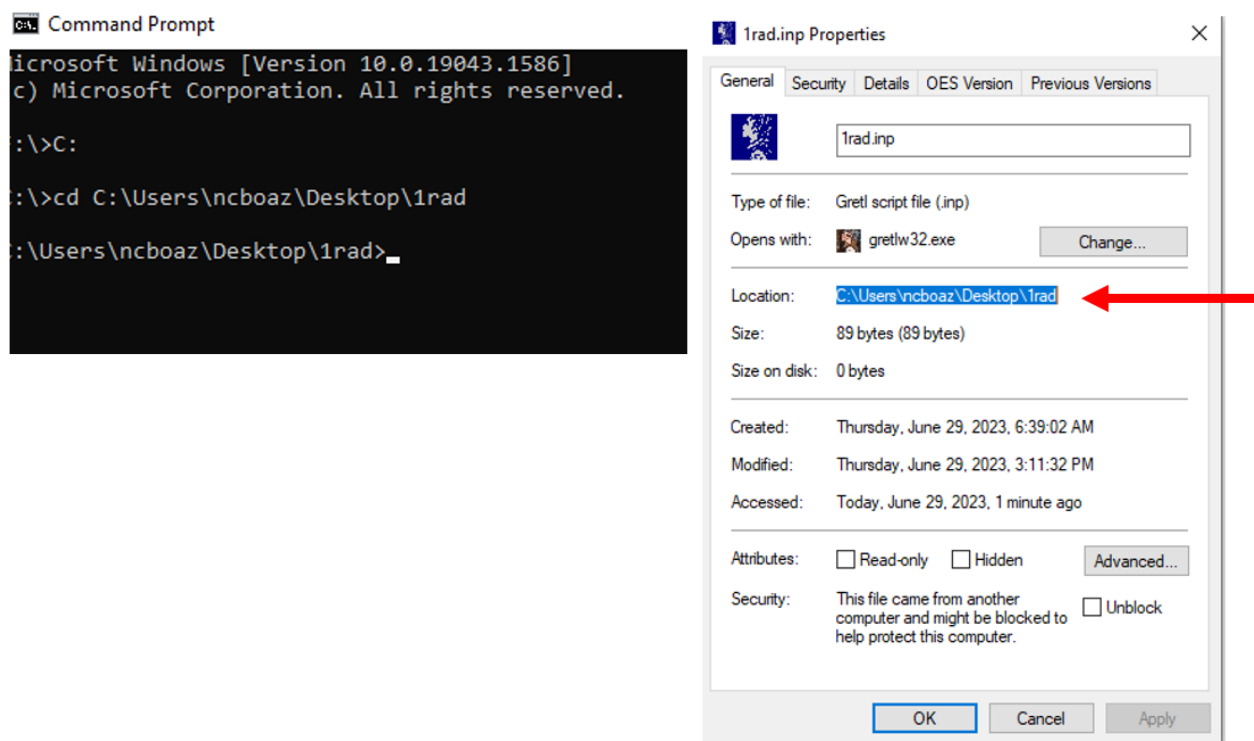 Command Prompt
icrosoft Windows [Version 10.0.19043.1586]
c) Microsoft Corporation. All rights reserved.
:\>C:
:\>cd C:\Users\ncboaz\Desktop\1rad
:\Users\ncboaz\Desktop\1rad>
1rad.inp Properties
General Security Details OES Version Previous Versions
1rad.inp
Type of file: Gretl script file (.inp)
Opens with: gretlw32.exe Change...
Location: C:\Users\ncboaz\Desktop\1rad
Size: 89 bytes (89 bytes)
Size on disk: 0 bytes
Created: Thursday, June 29, 2023, 6:39:02 AM
Modified: Thursday, June 29, 2023, 3:11:32 PM
Accessed: Today, June 29, 2023, 1 minute ago
Attributes: Read-only Hidden Advanced...
Security: This file came from another
computer and might be blocked to
help protect this computer.
Unblock
OK Cancel Apply